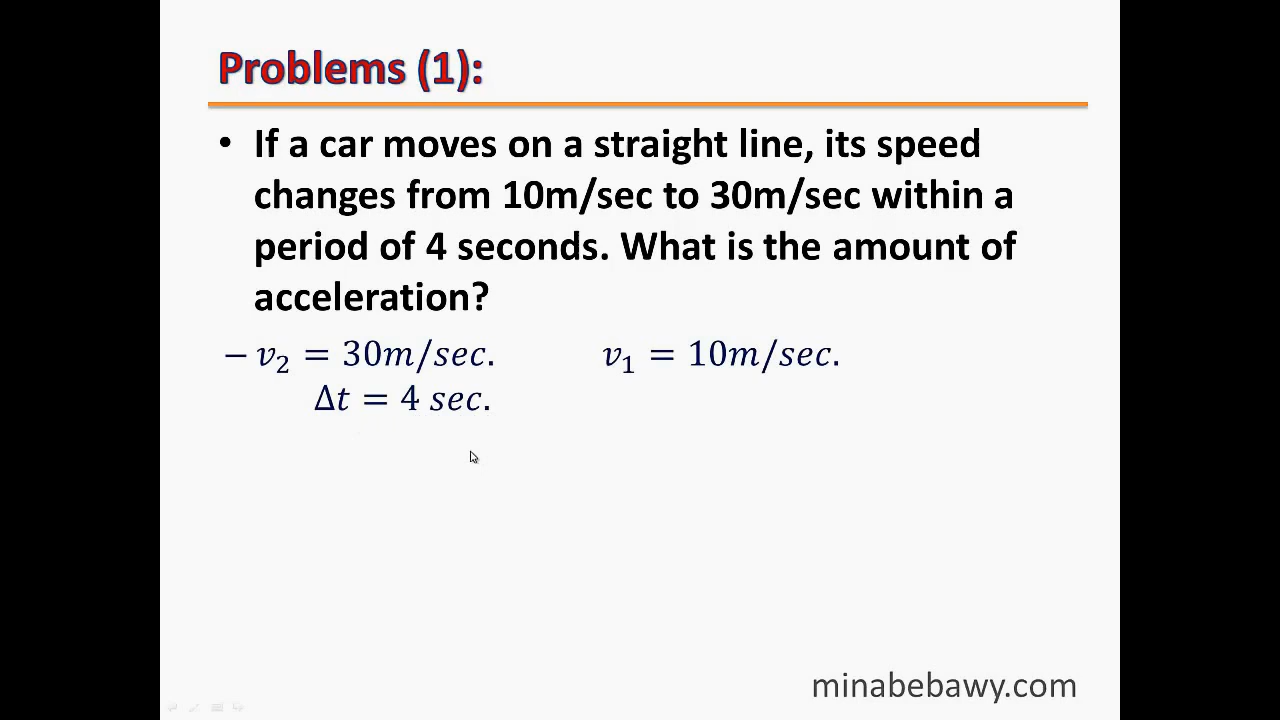 Problems (1):
• If a car moves on a straight line, its speed
changes from 10m/sec to 30m/sec within a
period of 4 seconds. What is the amount of
acceleration?
− v₂ = 30m/sec. v₁ = 10m/sec.
Δt = 4 sec.
minabebawy.com